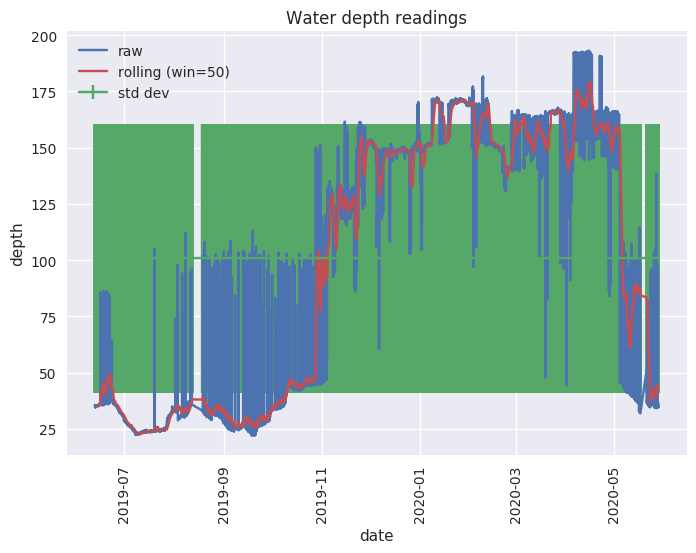 Water depth readings
raw
rolling (win=50)
std dev
depth
200
175
150
125
100
75
50
25
2019-07
2019-09
2019-11
2020-01
2020-03
2020-05
date